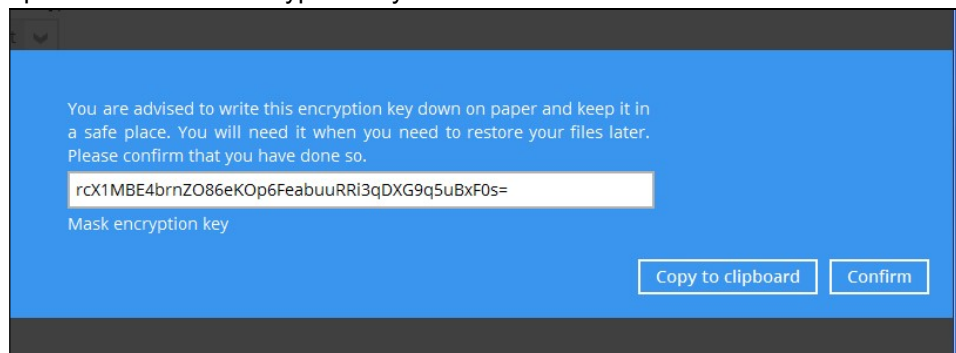 You are advised to write this encryption key down on paper and keep it in
a safe place. You will need it when you need to restore your files later.
Please confirm that you have done so.
rcX1MBE4brnZO86eKOp6FeabuuRRi3qDXG9q5uBxF0s=
Mask encryption key
Copy to clipboard Confirm